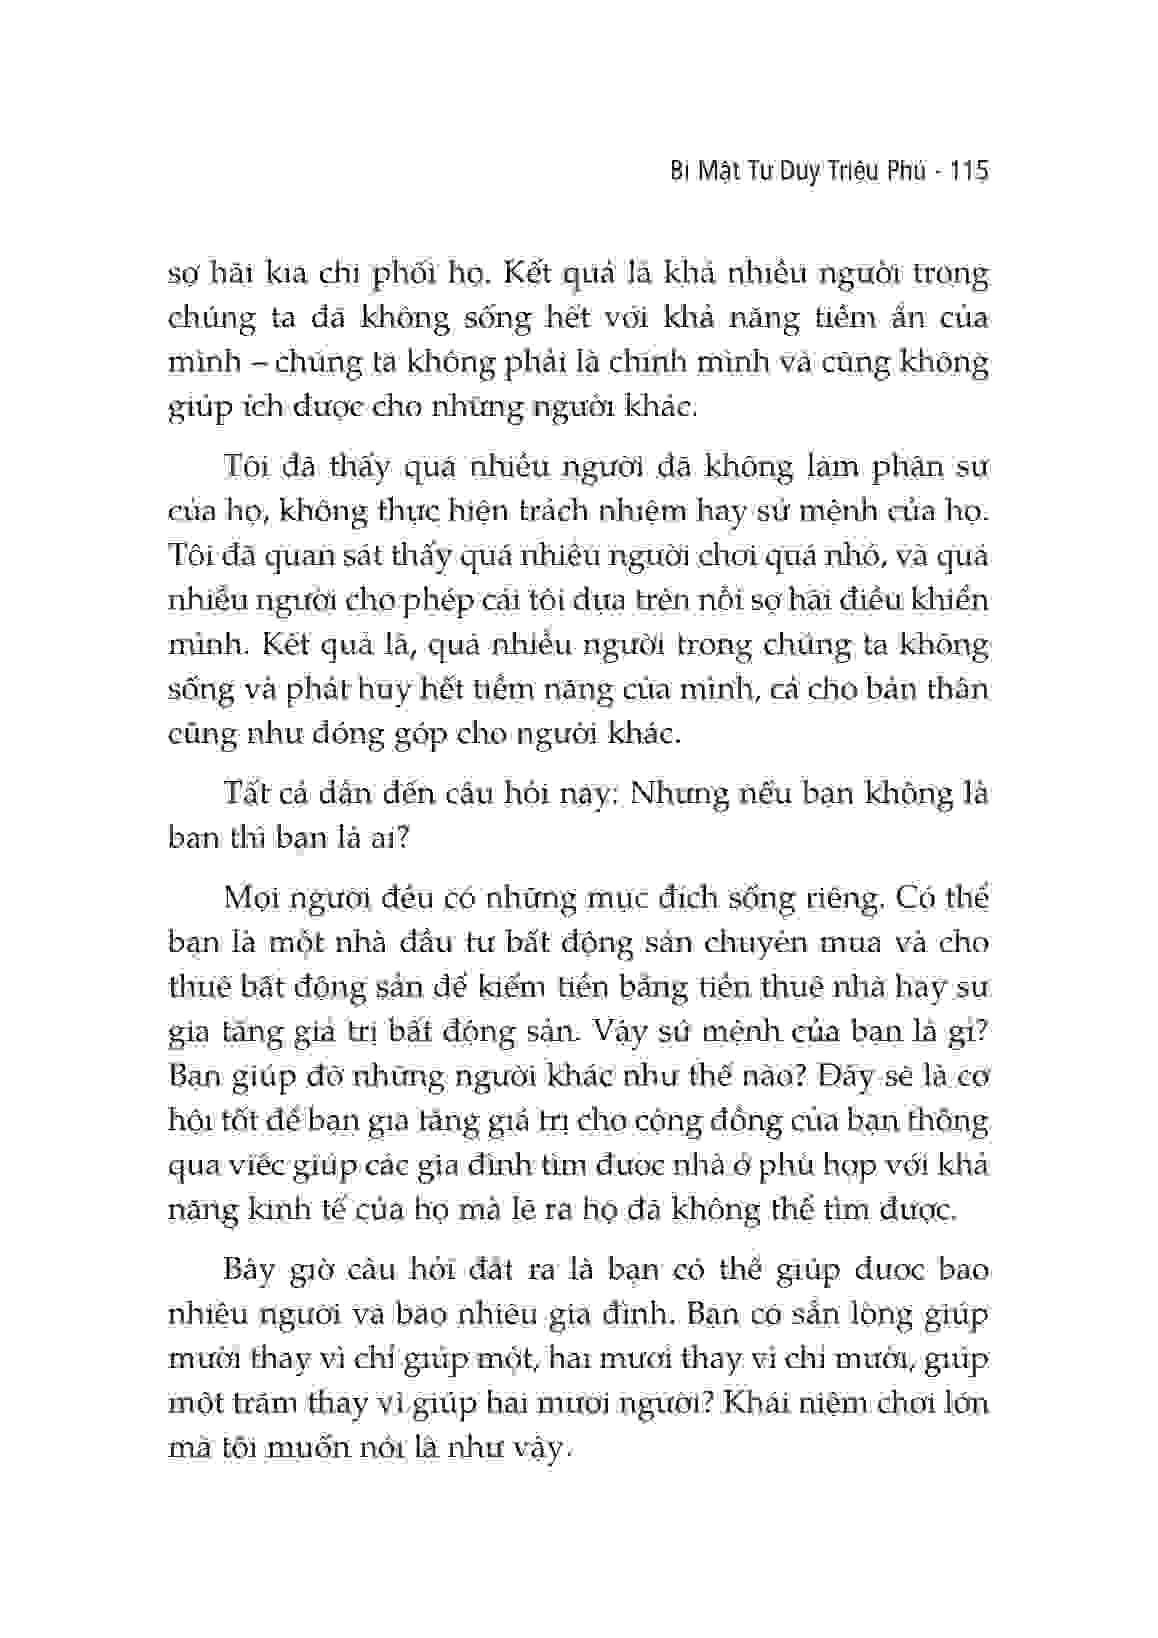 Bí Mật Tư Duy Triệu Phú - 115
sợ hãi kia chi phối họ. Kết quả là khá nhiều người trong
chúng ta đã không sống hết với khả năng tiềm ẩn của
mình – chúng ta không phải là chính mình và cũng không
giúp ích được cho những người khác.
Tôi đã thấy quá nhiều người đã không làm phận sự
của họ, không thực hiện trách nhiệm hay sứ mệnh của họ.
Tôi đã quan sát thấy quá nhiều người chơi quá nhỏ, và quá
nhiều người cho phép cái tôi dựa trên nỗi sợ hãi điều khiển
mình. Kết quả là, quá nhiều người trong chúng ta không
sống và phát huy hết tiềm năng của mình, cả cho bản thân
cũng như đóng góp cho người khác.
Tất cả dẫn đến câu hỏi này: Nhưng nếu bạn không là
bạn thì bạn là ai?
Mọi người đều có những mục đích sống riêng. Có thể
bạn là một nhà đầu tư bất động sản chuyên mua và cho
thuê bất động sản để kiếm tiền bằng tiền thuê nhà hay sự
gia tăng giá trị bất động sản. Vậy sứ mệnh của bạn là gì?
Bạn giúp đỡ những người khác như thế nào? Đây sẽ là cơ
hội tốt để bạn gia tăng giá trị cho cộng đồng của bạn thông
qua việc giúp các gia đình tìm được nhà ở phù hợp với khả
năng kinh tế của họ mà lẽ ra họ đã không thể tìm được.
Bây giờ câu hỏi đặt ra là bạn có thể giúp được bao
nhiêu người và bao nhiêu gia đình. Bạn có sẵn lòng giúp
mười thay vì chỉ giúp một, hai mươi thay vì chỉ mười, giúp
một trăm thay vì giúp hai mươi người? Khái niệm chơi lớn
mà tôi muốn nói là như vậy.